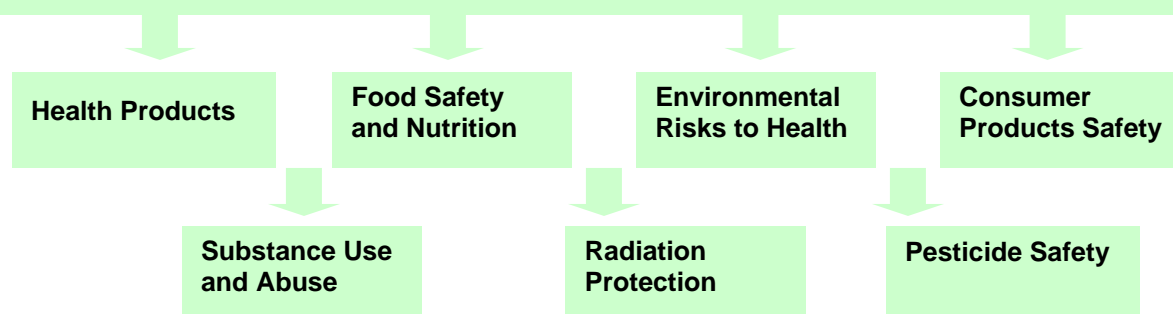 Health Products
Food Safety
and Nutrition
Environmental
Risks to Health
Consumer
Products Safety
Substance Use
and Abuse
Radiation
Protection
Pesticide Safety